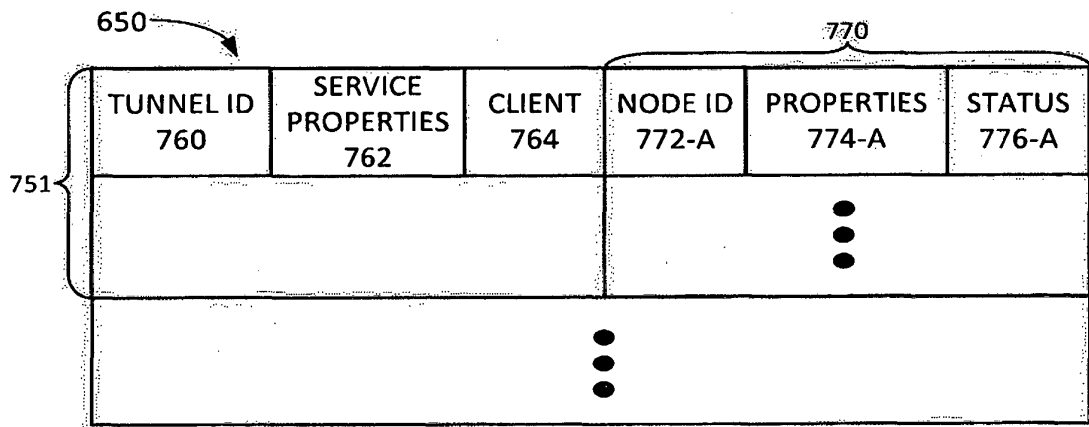 650
770
TUNNEL ID
760
SERVICE
PROPERTIES
762
CLIENT
764
NODE ID
772-A
PROPERTIES
774-A
STATUS
776-A
751